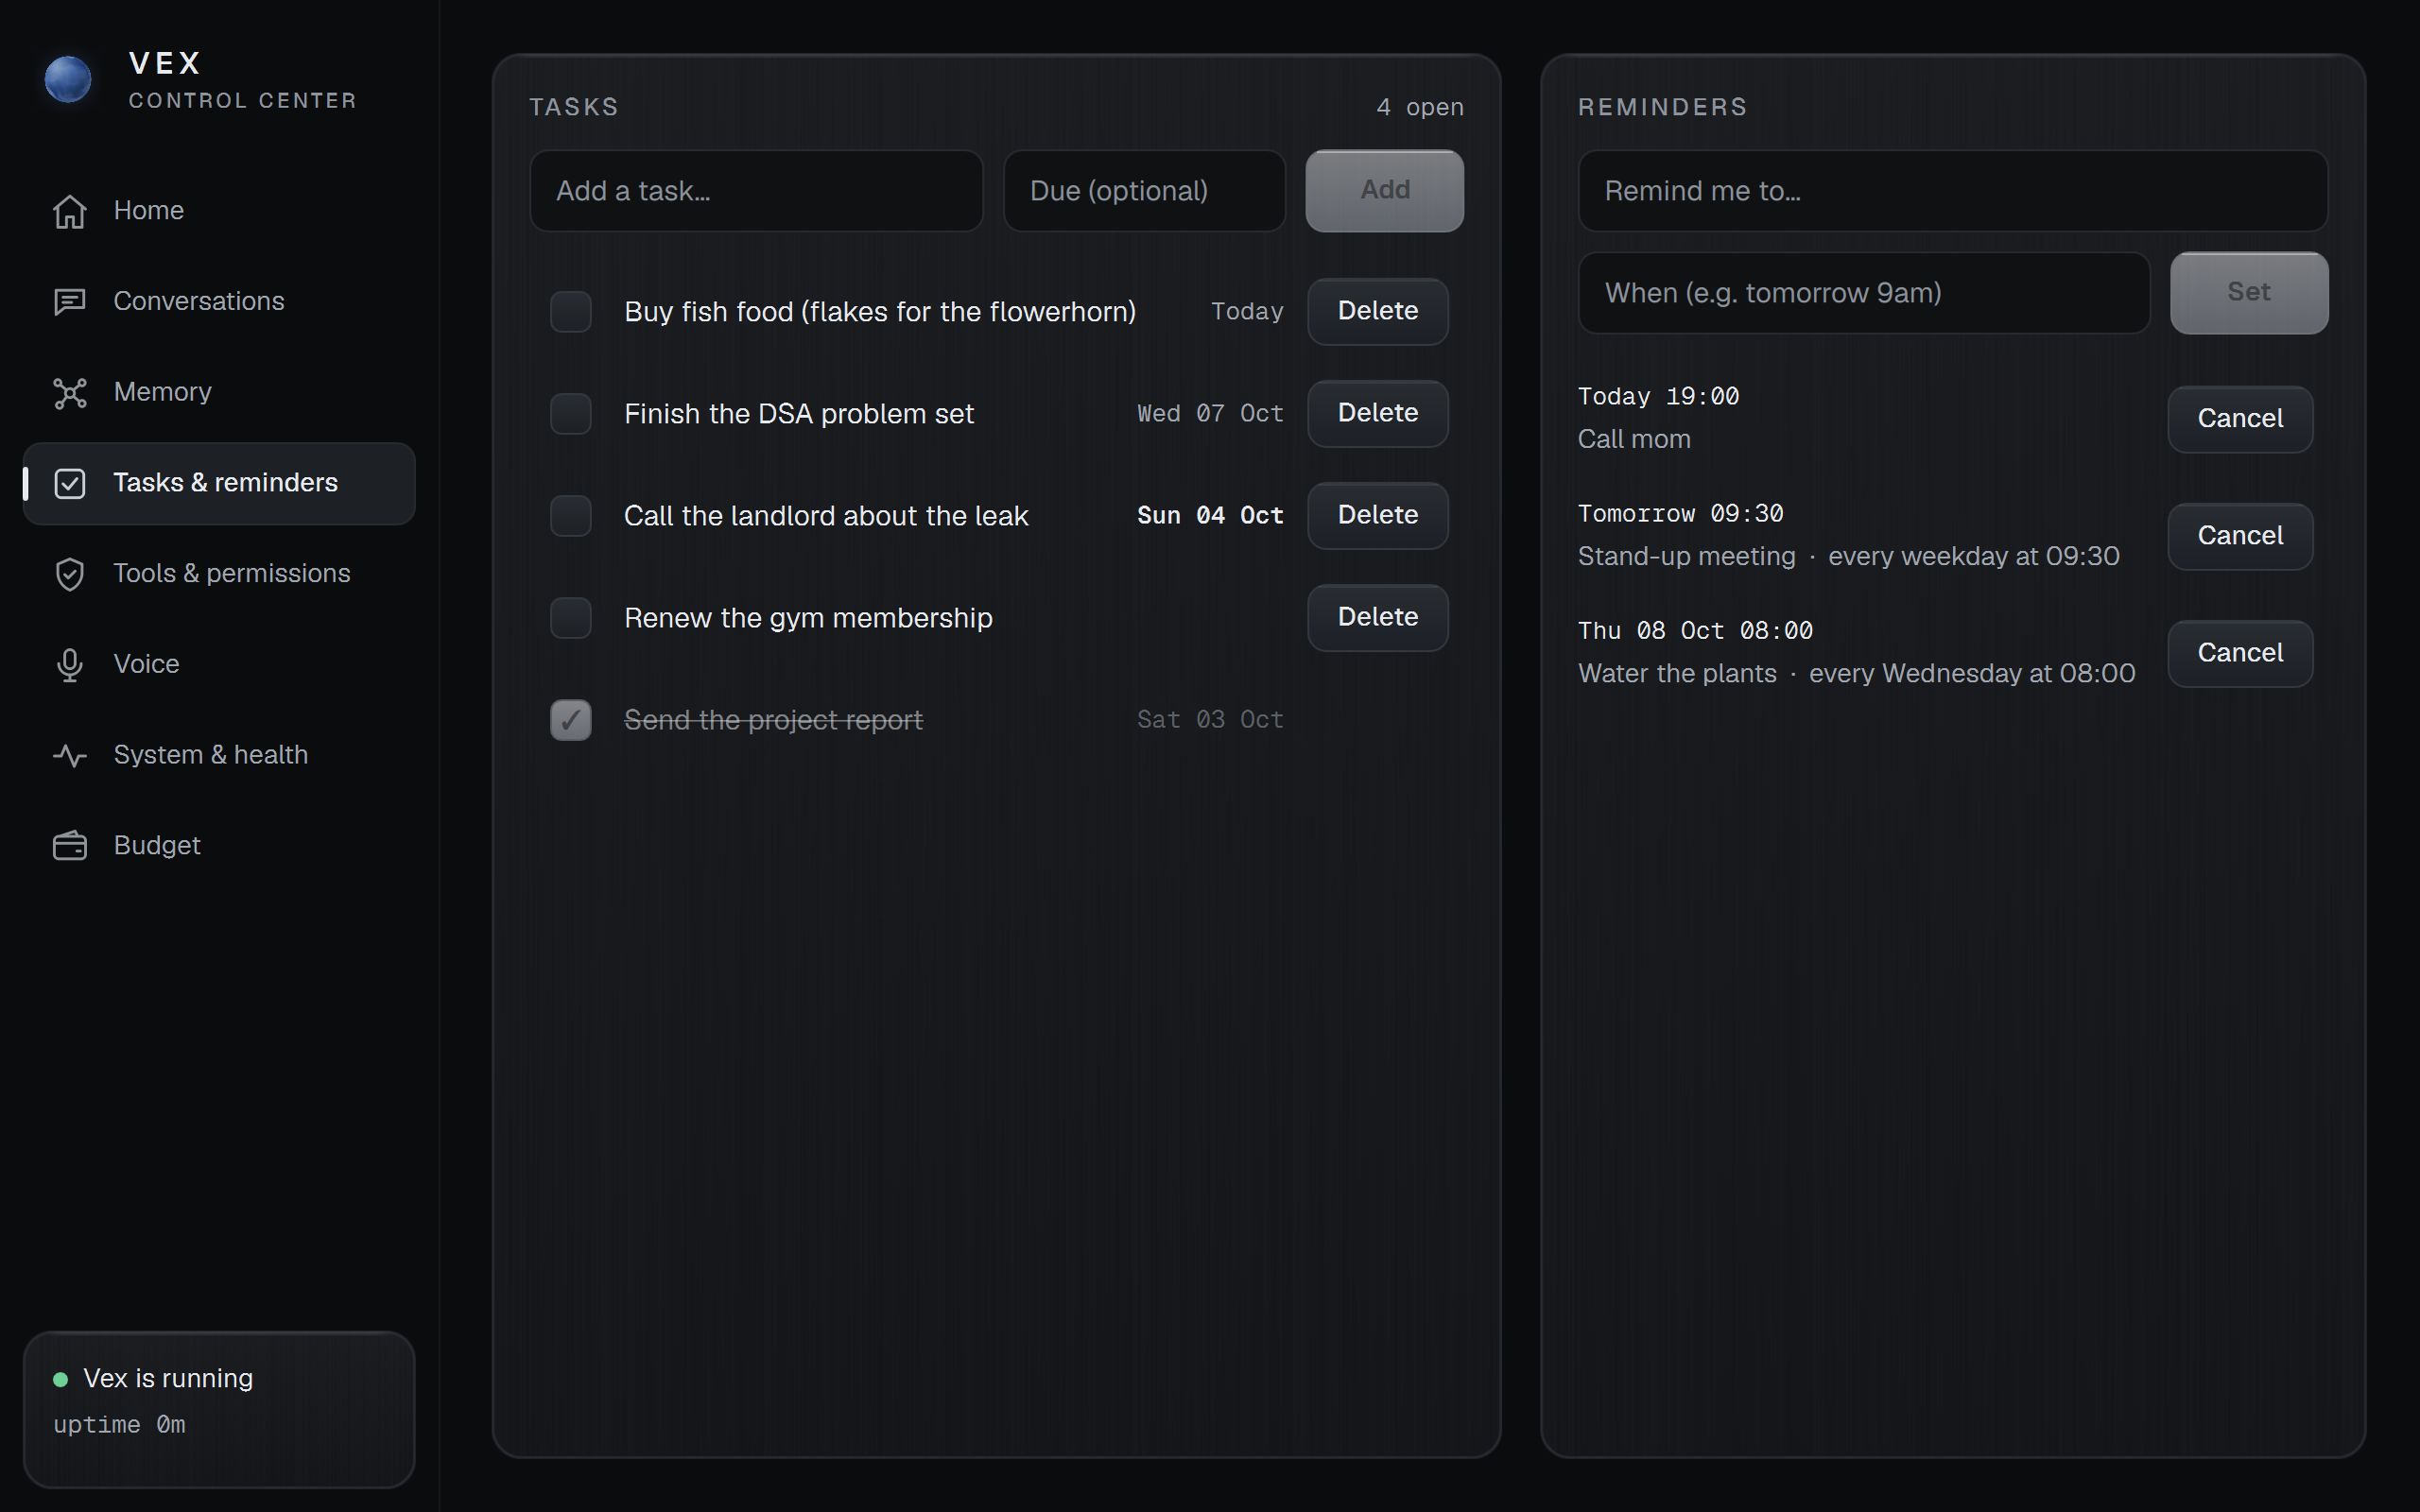 VEX
CONTROL CENTER
Home
Conversations
Memory
Tasks & reminders
Tools & permissions
Voice
System & health
Budget
Vex is running
uptime 0m
TASKS 4 open
Add a task… Due (optional) Add
Buy fish food (flakes for the flowerhorn) Today Delete
Finish the DSA problem set Wed 07 Oct Delete
Call the landlord about the leak Sun 04 Oct Delete
Renew the gym membership Delete
Send the project report Sat 03 Oct
REMINDERS
Remind me to…
When (e.g. tomorrow 9am) Set
Today 19:00
Call mom
Cancel
Tomorrow 09:30
Stand-up meeting · every weekday at 09:30
Cancel
Thu 08 Oct 08:00
Water the plants · every Wednesday at 08:00
Cancel